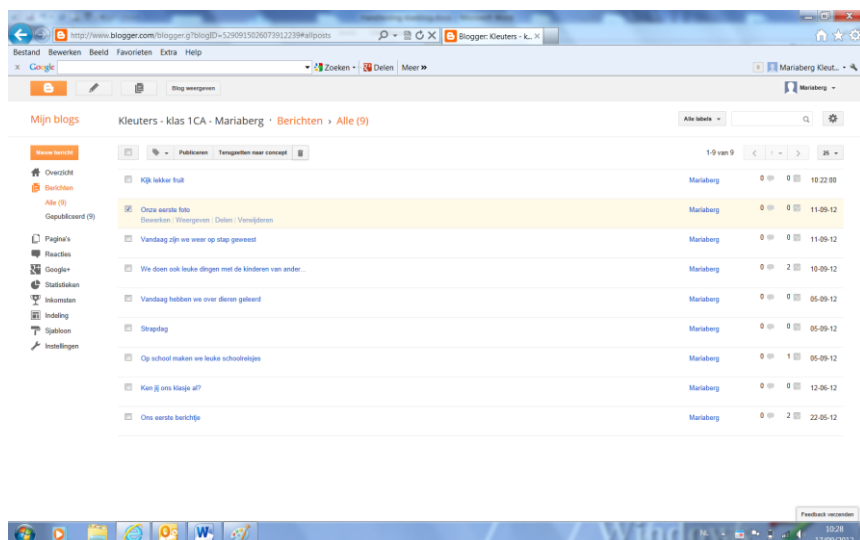 http://www.blogger.com/blogger.g?blogID=5290915026073912239#allposts
Blogger: Kleuters - k...
Bestand Bewerken Beeld Favorieten Extra Help
x Google Zoeken Delen Meer »
Mariaberg Kleut...
Blog weergeven
Mariaberg
Mijn blogs
Kleuters - klas 1CA - Mariaberg · Berichten › Alle (9)
Alle labels
Nieuw bericht
Publiceren Terugzetten naar concept
1-9 van 9
1
25
Overzicht
Berichten
Alle (9)
Gepubliceerd (9)
Pagina's
Reacties
Google+
Statistieken
Inkomsten
Indeling
Sjabloon
Instellingen
Kijk lekker fruit Mariaberg 0 0 10:22:00
Onze eerste foto Mariaberg 0 0 11-09-12
Bewerken | Weergeven | Delen | Verwijderen
Vandaag zijn we weer op stap geweest Mariaberg 0 0 11-09-12
We doen ook leuke dingen met de kinderen van ander... Mariaberg 0 2 10-09-12
Vandaag hebben we over dieren geleerd Mariaberg 0 0 05-09-12
Strapdag Mariaberg 0 0 05-09-12
Op school maken we leuke schoolreisjes Mariaberg 0 1 05-09-12
Ken jij ons klasje al? Mariaberg 0 0 12-06-12
Ons eerste berichtje Mariaberg 0 2 22-05-12
Feedback verzenden
NL
10:28
17/09/2012